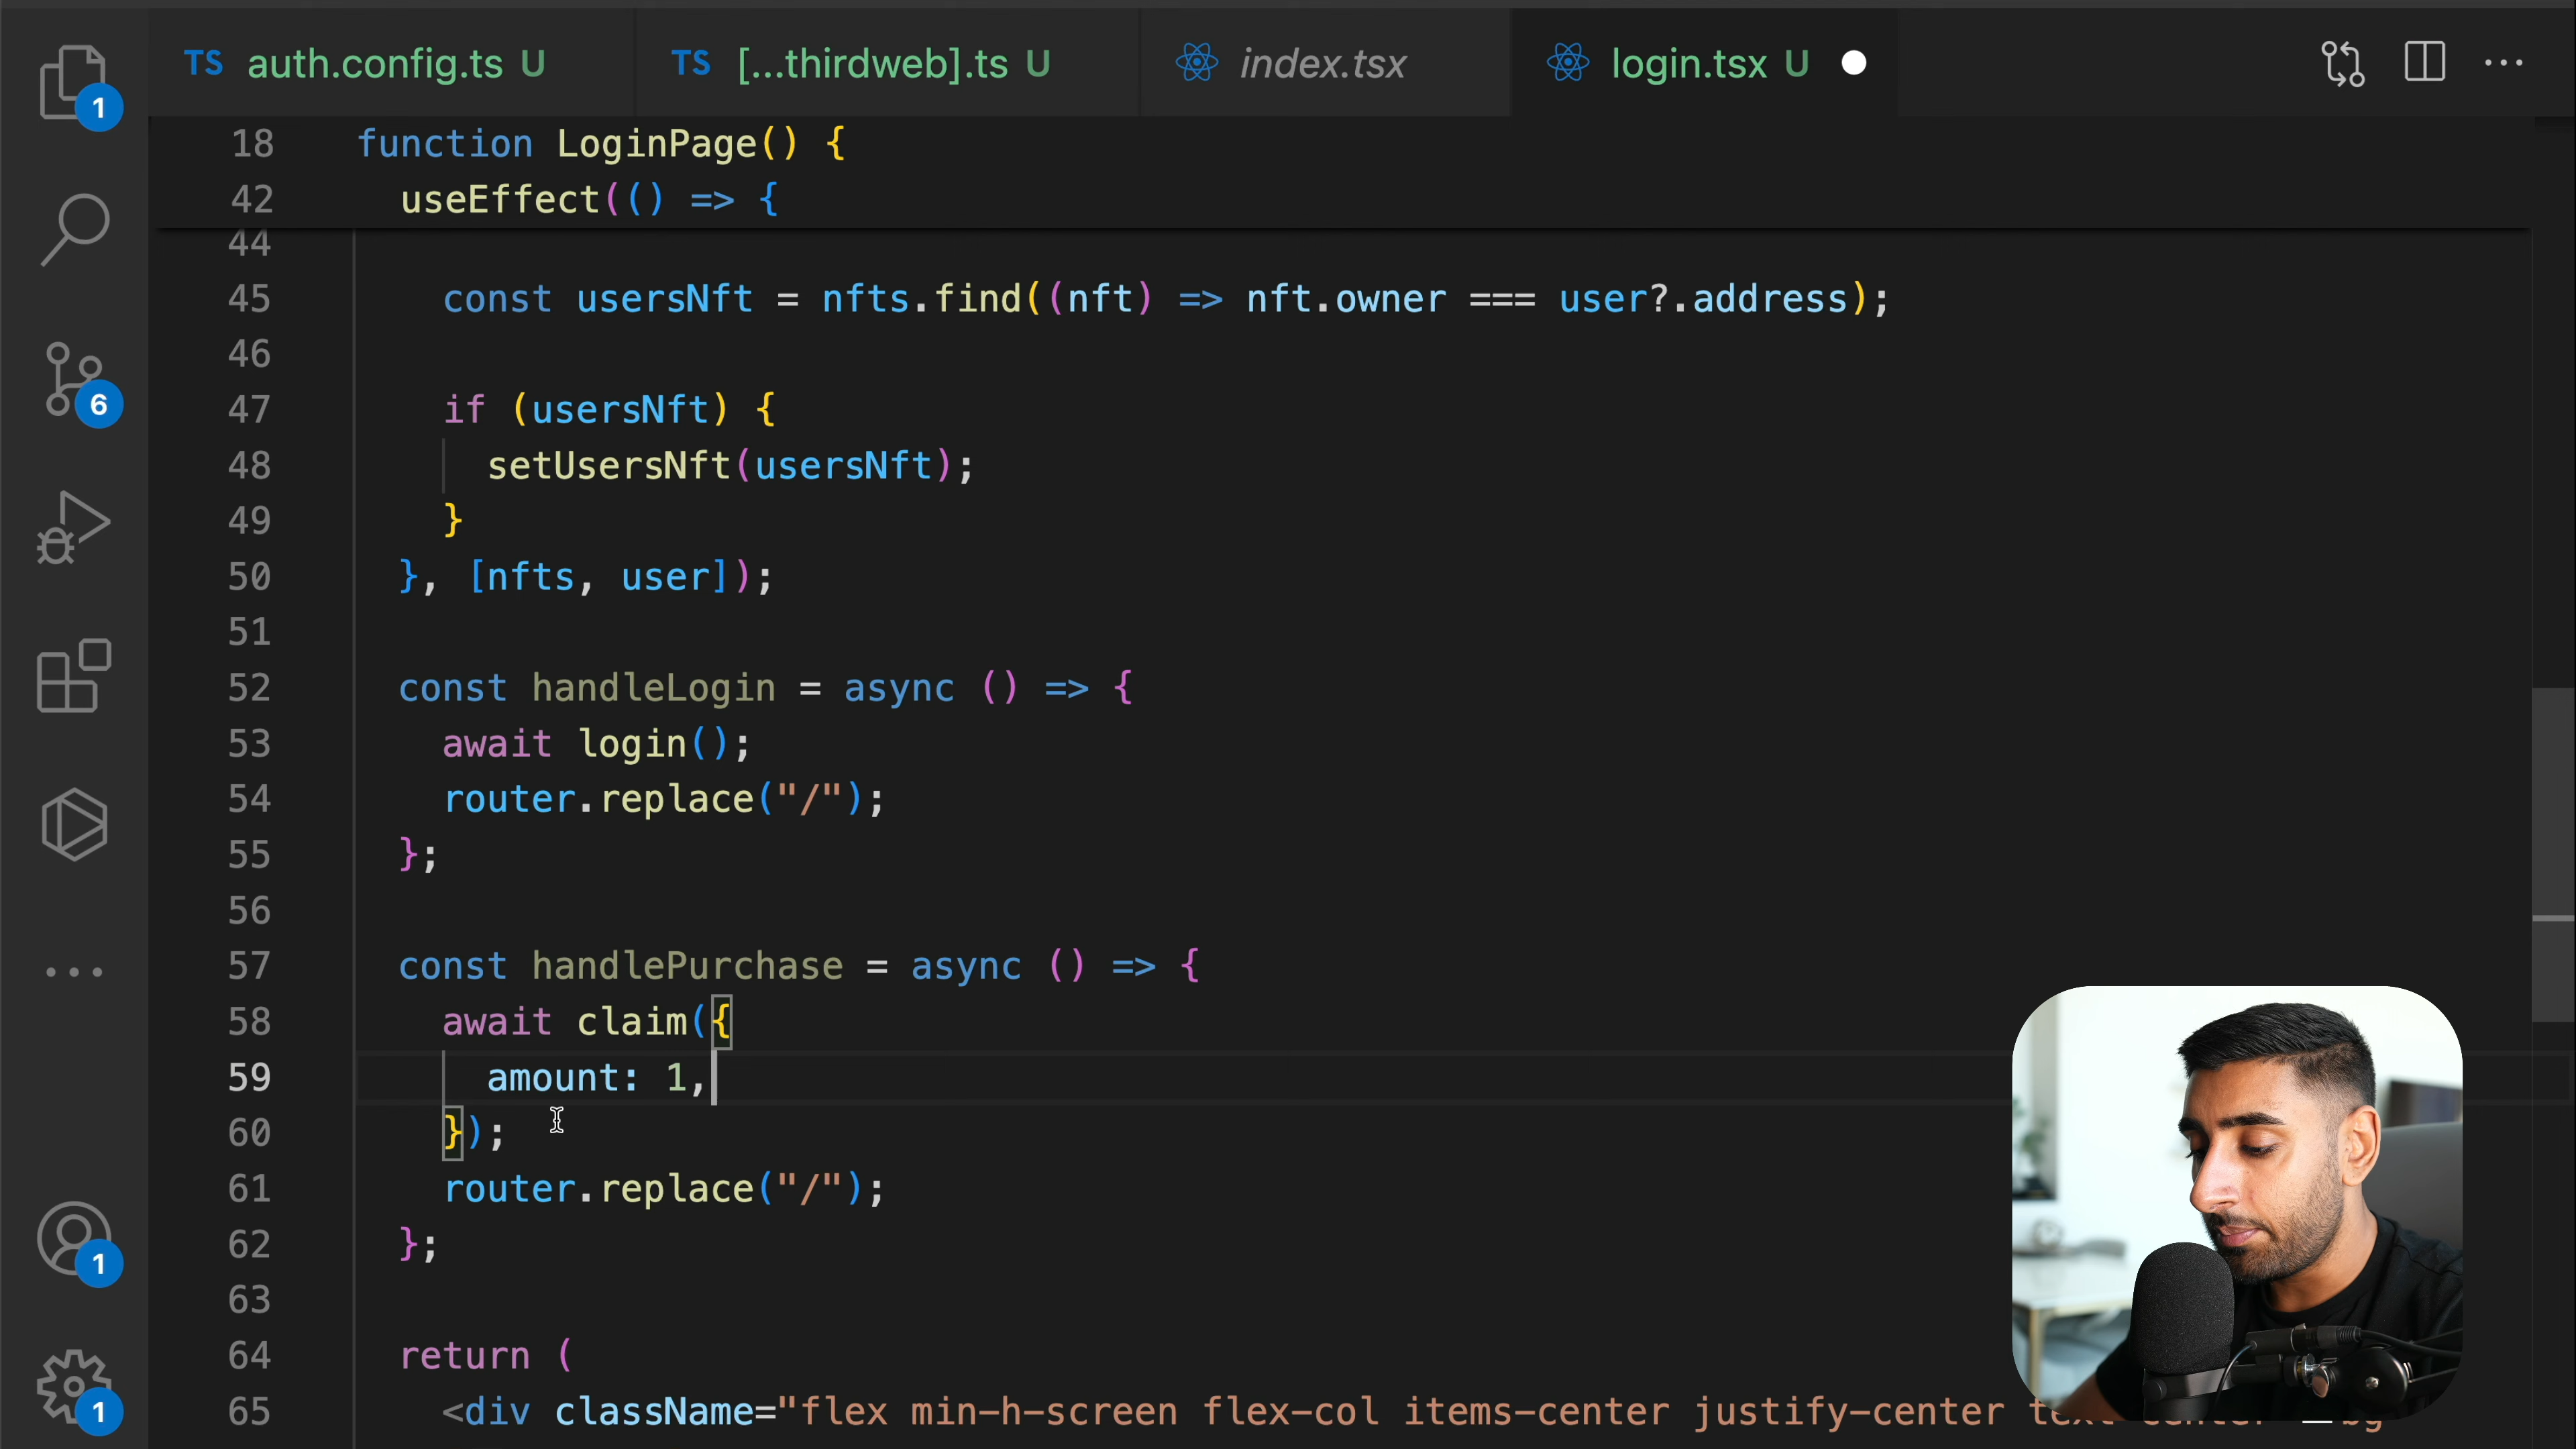 TS auth.config.ts U
TS [...thirdweb].ts U
index.tsx
login.tsx U
1
6
1
1
18 function LoginPage() {
42 useEffect(() => {
44
45 const usersNft = nfts.find((nft) => nft.owner === user?.address);
46
47 if (usersNft) {
48 setUsersNft(usersNft);
49 }
50 }, [nfts, user]);
51
52 const handleLogin = async () => {
53 await login();
54 router.replace("/");
55 };
56
57 const handlePurchase = async () => {
58 await claim({
59 amount: 1,
60 });
61 router.replace("/");
62 };
63
64 return (
65 <div className="flex min-h-screen flex-col items-center justify-center